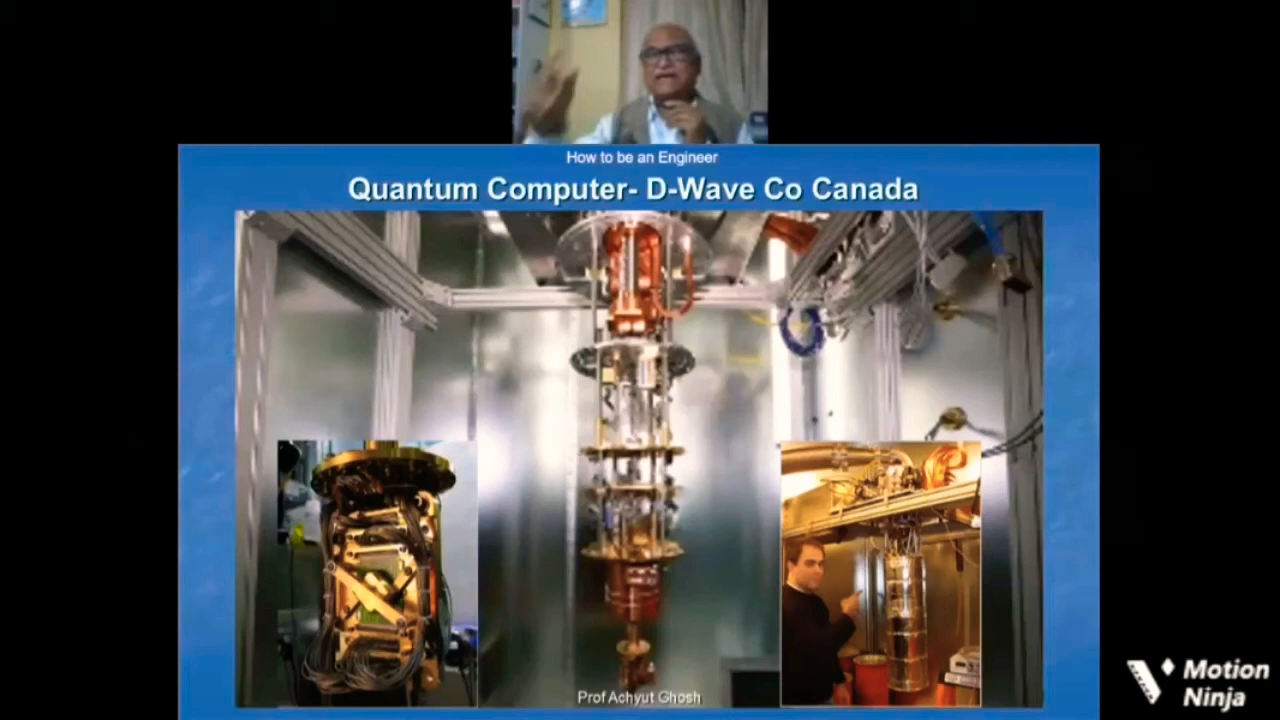 How to be an Engineer
Quantum Computer- D-Wave Co Canada
Prof Achyut Ghosh
Motion
Ninja